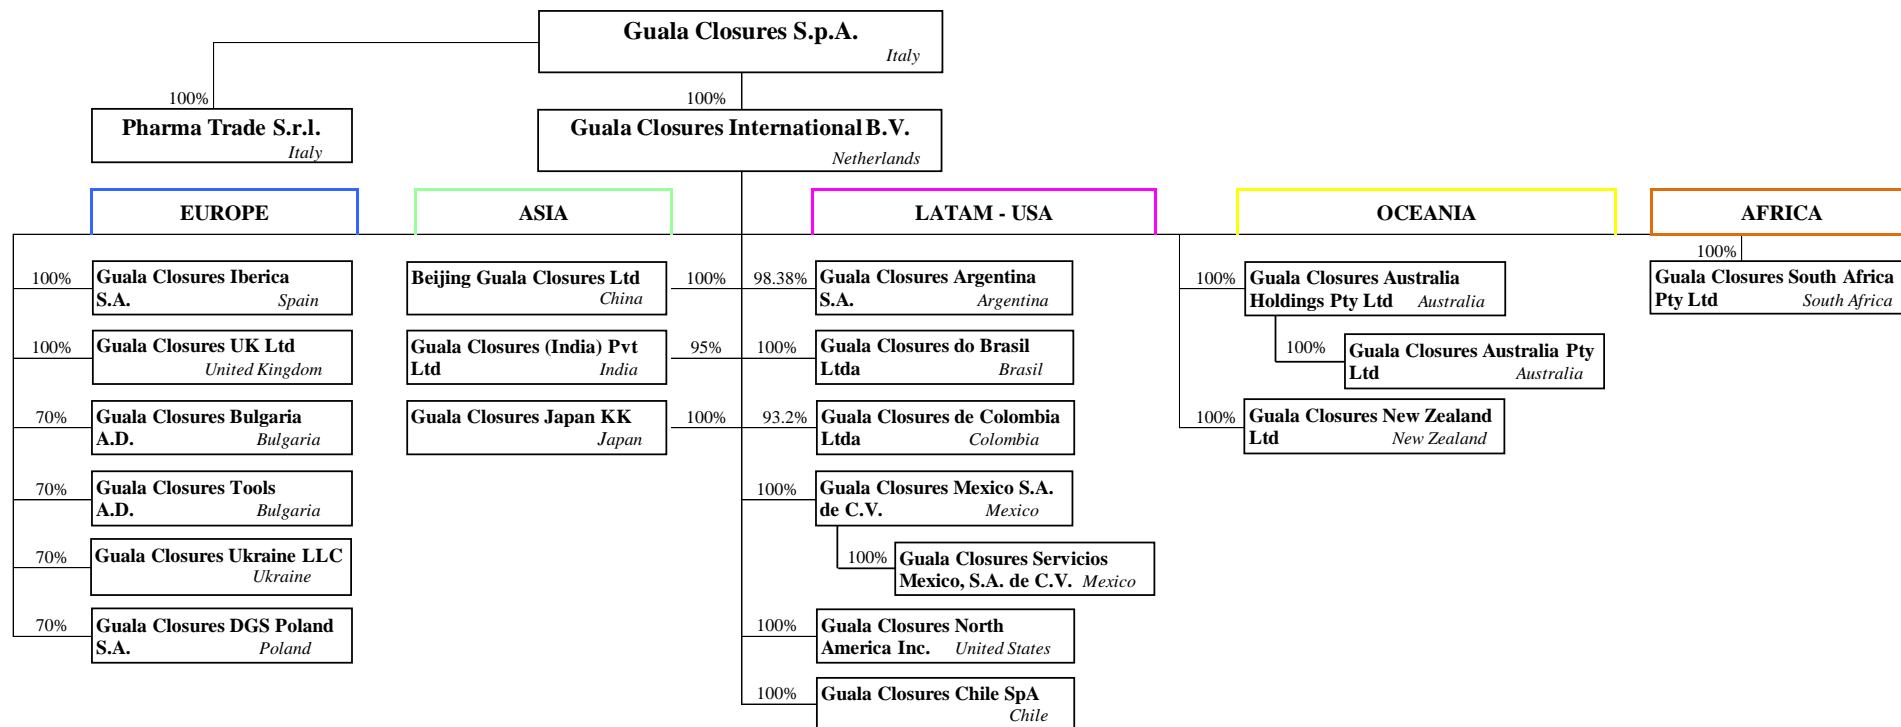 Guala Closures S.p.A.
Italy
100%
100%
Pharma Trade S.r.l.
Italy
Guala Closures International B.V.
Netherlands
EUROPE
ASIA
LATAM - USA
OCEANIA
AFRICA
100%
Guala Closures Iberica
S.A. Spain
100%
Guala Closures UK Ltd
United Kingdom
70%
Guala Closures Bulgaria
A.D. Bulgaria
70%
Guala Closures Tools
A.D. Bulgaria
70%
Guala Closures Ukraine LLC
Ukraine
70%
Guala Closures DGS Poland
S.A. Poland
Beijing Guala Closures Ltd
China
100%
Guala Closures (India) Pvt
Ltd India
95%
Guala Closures Japan KK
Japan
100%
98.38%
Guala Closures Argentina
S.A. Argentina
100%
Guala Closures do Brasil
Ltda Brasil
93.2%
Guala Closures de Colombia
Ltda Colombia
100%
Guala Closures Mexico S.A.
de C.V. Mexico
100%
Guala Closures Servicios
Mexico, S.A. de C.V. Mexico
100%
Guala Closures North
America Inc. United States
100%
Guala Closures Chile SpA
Chile
100%
Guala Closures Australia
Holdings Pty Ltd Australia
100%
Guala Closures Australia Pty
Ltd Australia
100%
Guala Closures New Zealand
Ltd New Zealand
100%
Guala Closures South Africa
Pty Ltd South Africa